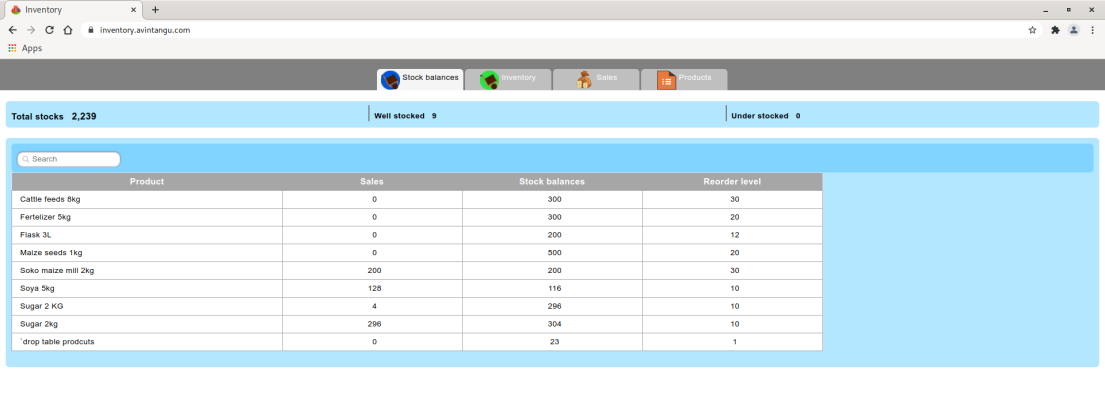 Inventory
inventory.avintangu.com
Apps
Stock balances Inventory Sales Products
Total stocks 2,239 Well stocked 9 Under stocked 0
Search
Product Sales Stock balances Reorder level
Cattle feeds 8kg 0 300 30
Fertelizer 5kg 0 300 20
Flask 3L 0 200 12
Maize seeds 1kg 0 500 20
Soko maize mill 2kg 200 200 30
Soya 5kg 128 116 10
Sugar 2 KG 4 296 10
Sugar 2kg 296 304 10
`drop table prodcuts 0 23 1